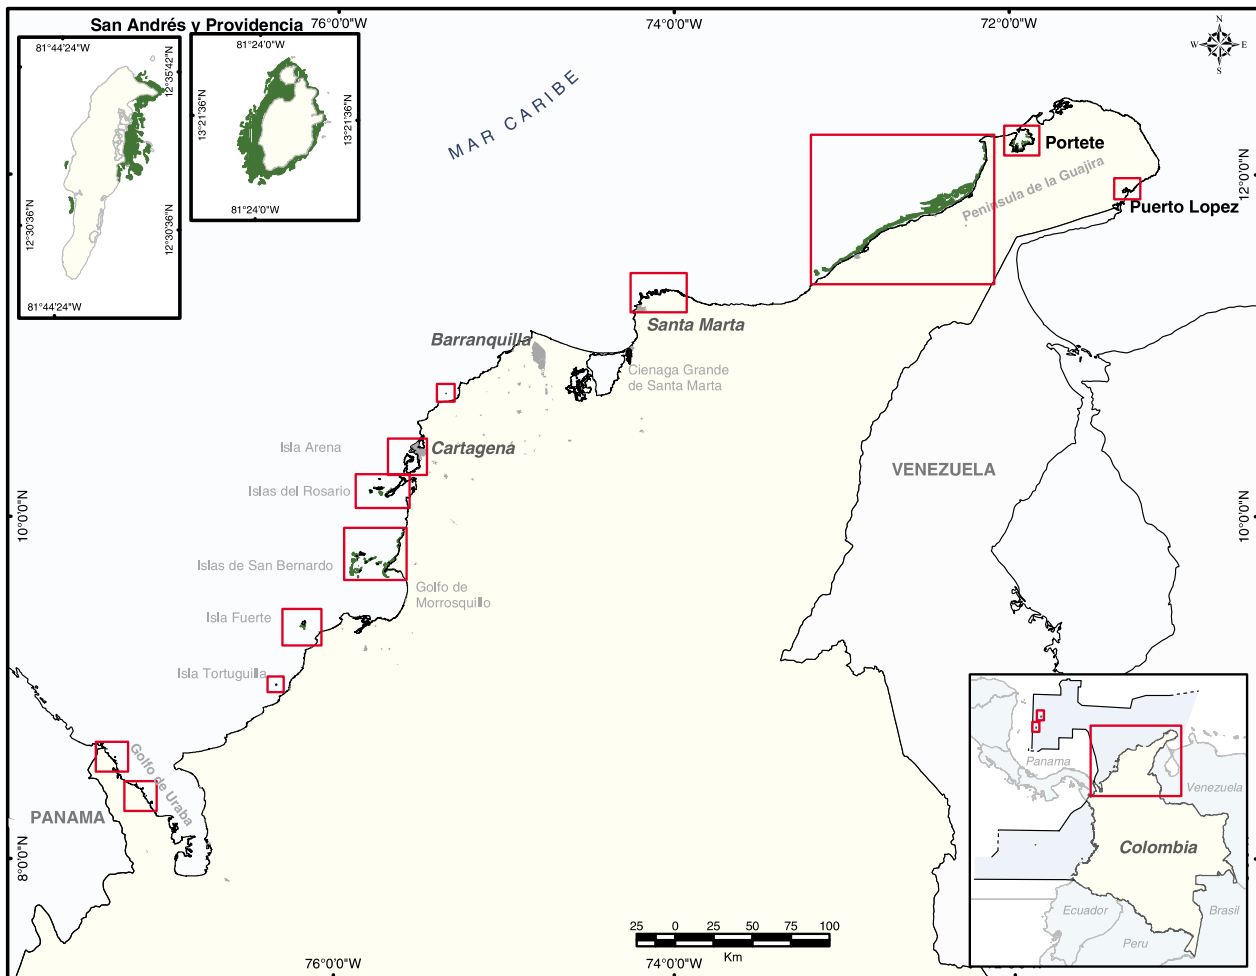 San Andrés y Providencia
76°0'0"W
74°0'0"W
72°0'0"W
N
W
E
S
81°44'24"W
12°35'42"N
12°30'36"N
12°30'36"N
81°44'24"W
81°24'0"W
13°21'36"N
13°21'36"N
81°24'0"W
MAR CARIBE
Portete
12°0'0"N
Peninsula de la Guajira
Puerto Lopez
Santa Marta
Barranquilla
Cienaga Grande
de Santa Marta
Isla Arena
Cartagena
VENEZUELA
Islas del Rosario
10°0'0"N
10°0'0"N
Islas de San Bernardo
Golfo de
Morrosquillo
Isla Fuerte
Isla Tortuguilla
Golfo de Uraba
PANAMA
8°0'0"N
Panama
Venezuela
Colombia
Ecuador
Brasil
Peru
25 0 25 50 75 100
Km
76°0'0"W
74°0'0"W